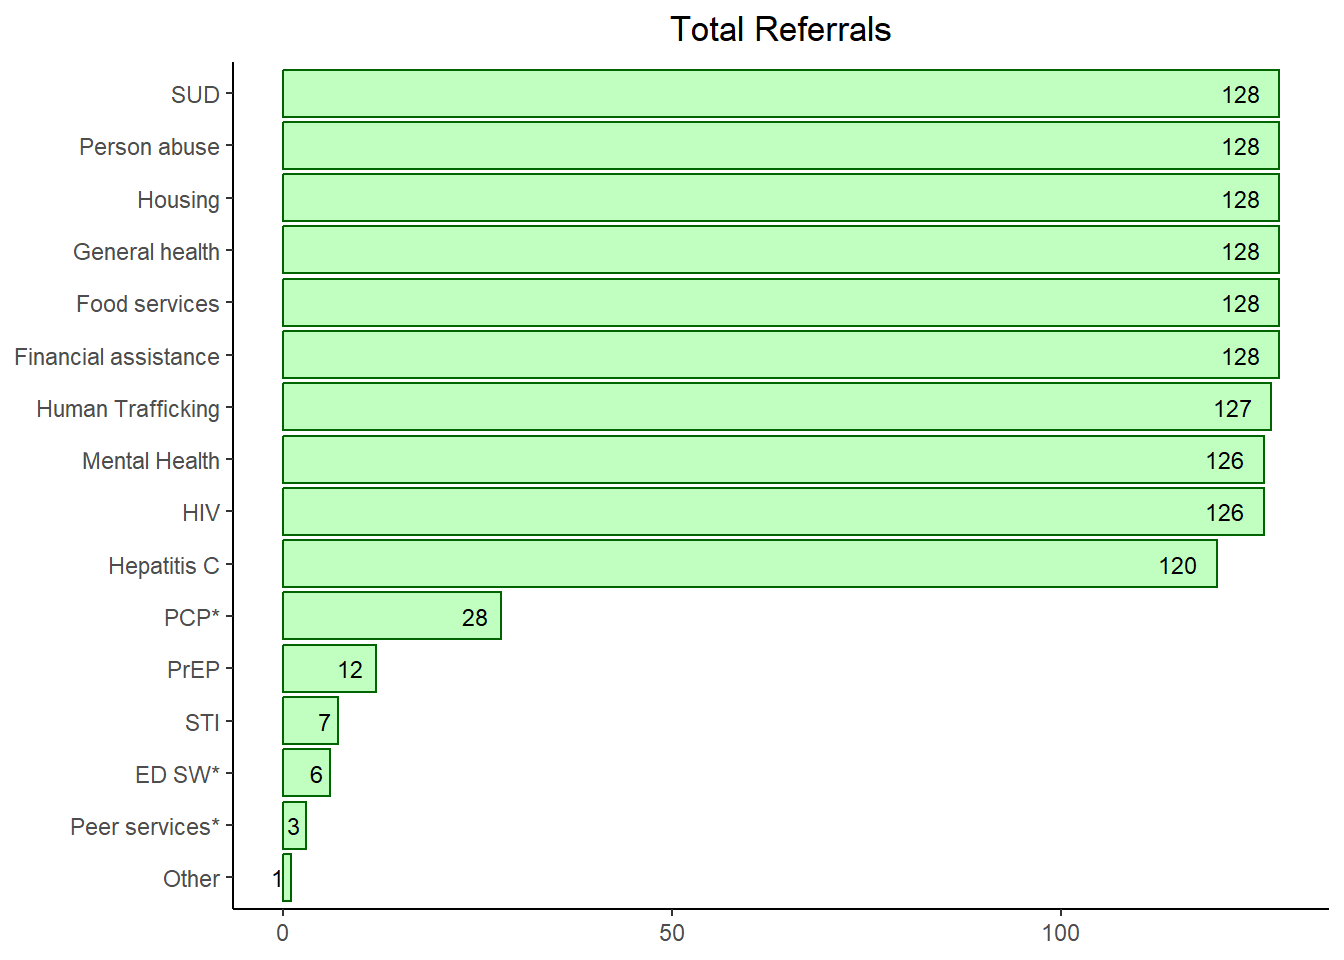 Total Referrals
SUD 128
Person abuse 128
Housing 128
General health 128
Food services 128
Financial assistance 128
Human Trafficking 127
Mental Health 126
HIV 126
Hepatitis C 120
PCP* 28
PrEP 12
STI 7
ED SW* 6
Peer services* 3
Other 1
0 50 100